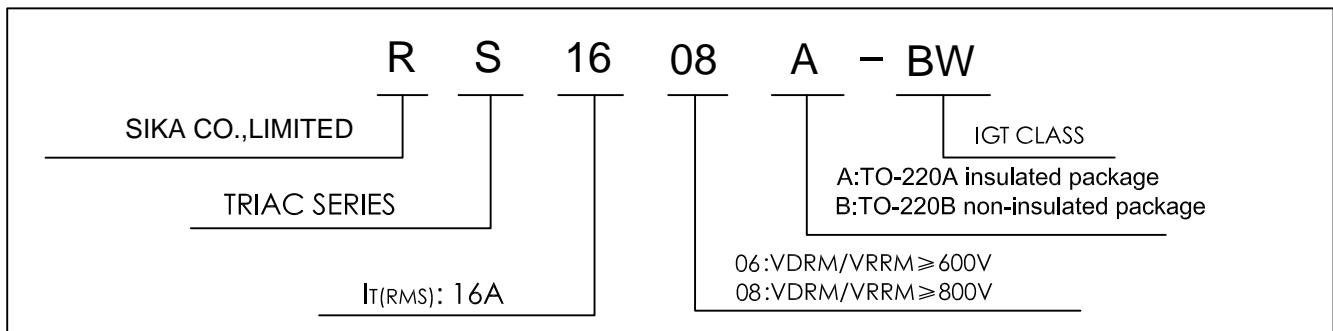 R S 16 08 A - BW
SIKA CO.,LIMITED
IGT CLASS
A:TO-220A insulated package
B:TO-220B non-insulated package
TRIAC SERIES
06:VDRM/VRRM≥600V
08:VDRM/VRRM≥800V
IT(RMS): 16A